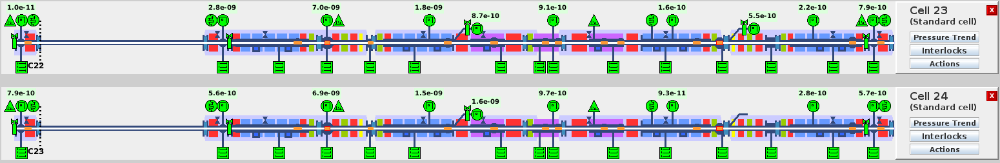 1.0e-11 2.8e-09 7.0e-09 1.8e-09 8.7e-10 9.1e-10 1.6e-10 5.5e-10 2.2e-10 7.9e-10
Cell 23
X
(Standard cell)
Pressure Trend
Interlocks
Actions
C22
7.9e-10 5.6e-10 6.9e-09 1.5e-09 1.6e-09 9.7e-10 9.3e-11 2.8e-10 5.7e-10
Cell 24
X
(Standard cell)
Pressure Trend
Interlocks
Actions
C23